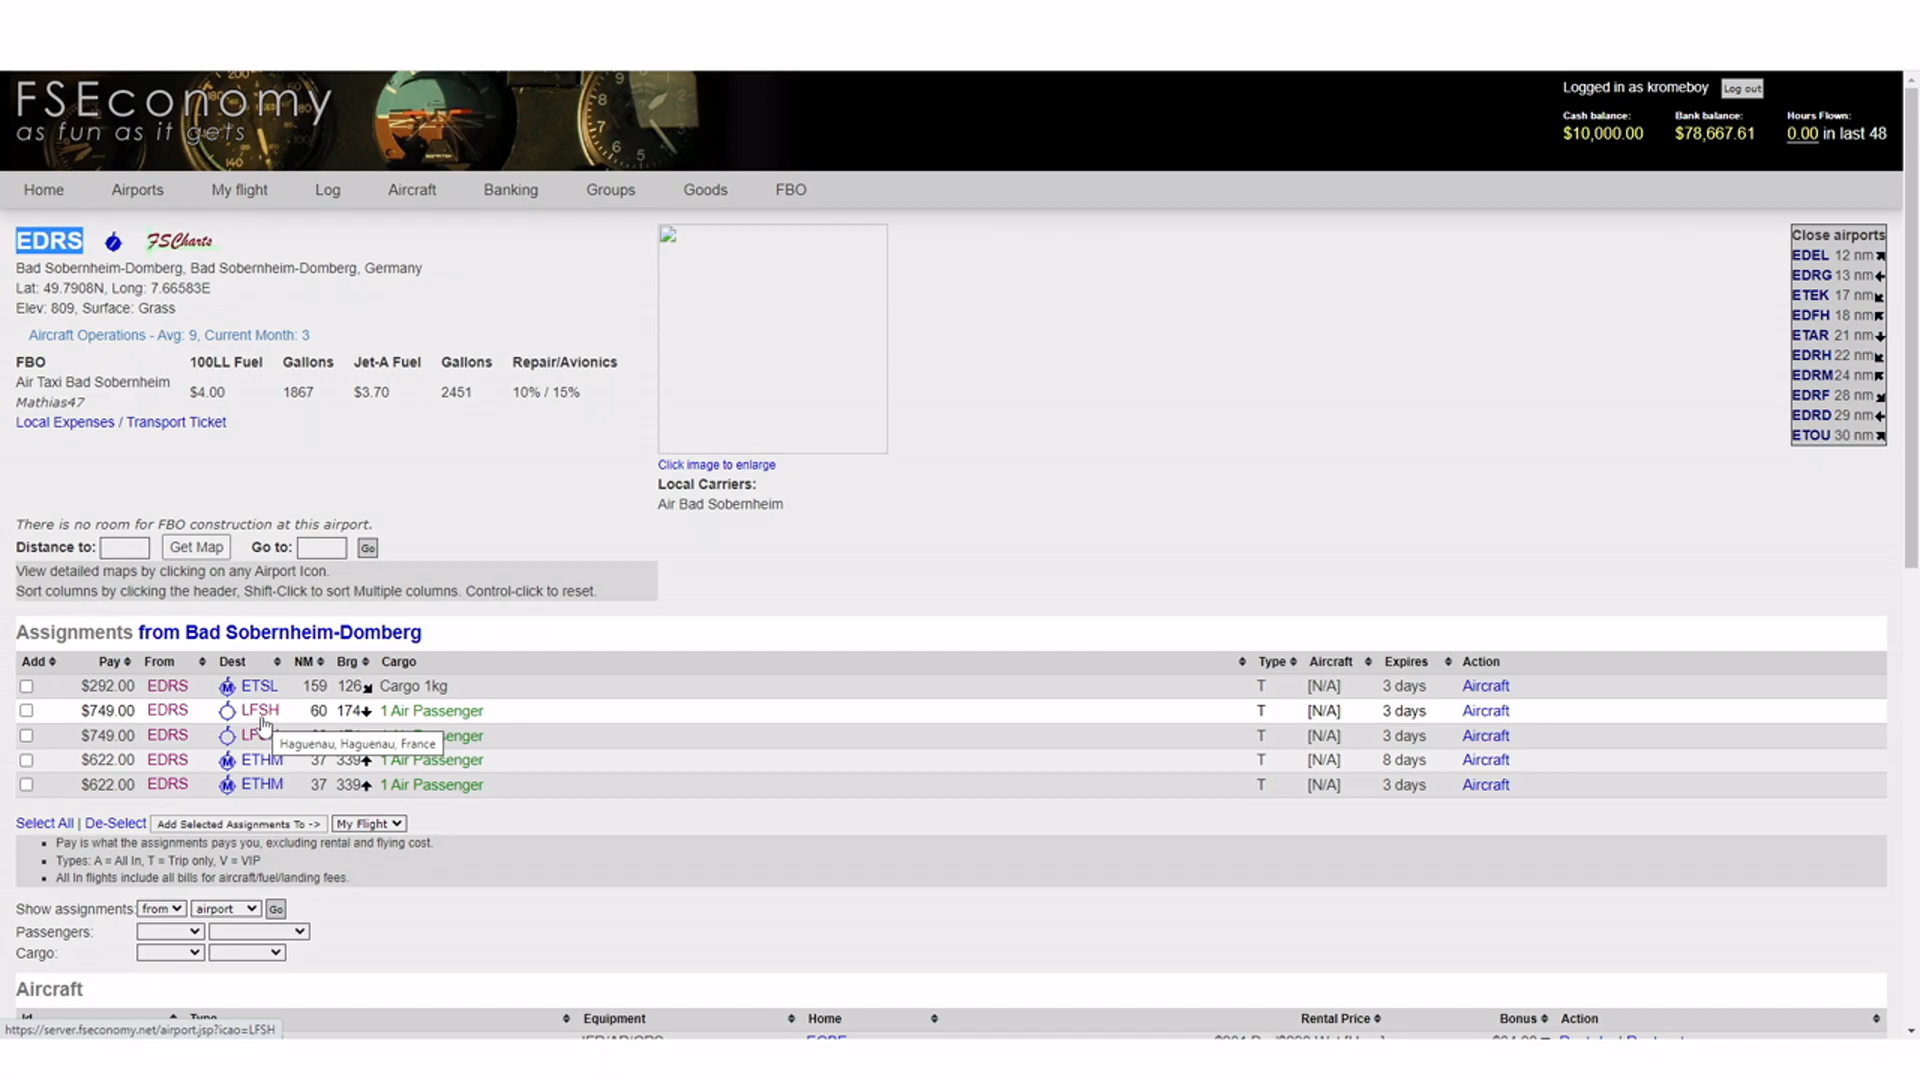 FSEconomy
as fun as it gets
Logged in as kromeboy Log out
Cash balance: Bank balance: Hours Flown:
$10,000.00 $78,667.61 0.00 in last 48
Home Airports My flight Log Aircraft Banking Groups Goods FBO
EDRS FSCharts
Bad Sobernheim-Domberg, Bad Sobernheim-Domberg, Germany
Lat: 49.7908N, Long: 7.66583E
Elev: 809, Surface: Grass
Aircraft Operations - Avg: 9, Current Month: 3
FBO 100LL Fuel Gallons Jet-A Fuel Gallons Repair/Avionics
Air Taxi Bad Sobernheim
Mathias47 $4.00 1867 $3.70 2451 10% / 15%
Local Expenses / Transport Ticket
Click image to enlarge
Local Carriers:
Air Bad Sobernheim
Close airports
EDEL 12 nm
EDRG 13 nm
ETEK 17 nm
EDFH 18 nm
ETAR 21 nm
EDRH 22 nm
EDRM 24 nm
EDRF 28 nm
EDRD 29 nm
ETOU 30 nm
There is no room for FBO construction at this airport.
Distance to: Get Map Go to: Go
View detailed maps by clicking on any Airport Icon.
Sort columns by clicking the header, Shift-Click to sort Multiple columns. Control-click to reset.
Assignments from Bad Sobernheim-Domberg
Add Pay From Dest NM Brg Cargo Type Aircraft Expires Action
$292.00 EDRS ETSL 159 126 Cargo 1kg T [N/A] 3 days Aircraft
$749.00 EDRS LFSH 60 174 1 Air Passenger T [N/A] 3 days Aircraft
$749.00 EDRS T [N/A] 3 days Aircraft
Haguenau, Haguenau, France
$622.00 EDRS ETHM 37 339 1 Air Passenger T [N/A] 8 days Aircraft
$622.00 EDRS ETHM 37 339 1 Air Passenger T [N/A] 3 days Aircraft
Select All | De-Select Add Selected Assignments To -> My Flight
Pay is what the assignments pays you, excluding rental and flying cost.
Types: A = All In, T = Trip only, V = VIP
All In flights include all bills for aircraft/fuel/landing fees.
Show assignments: from airport Go
Passengers:
Cargo:
Aircraft
Id Type Equipment Home Rental Price Bonus Action
https://server.fseconomy.net/airport.jsp?icao=LFSH